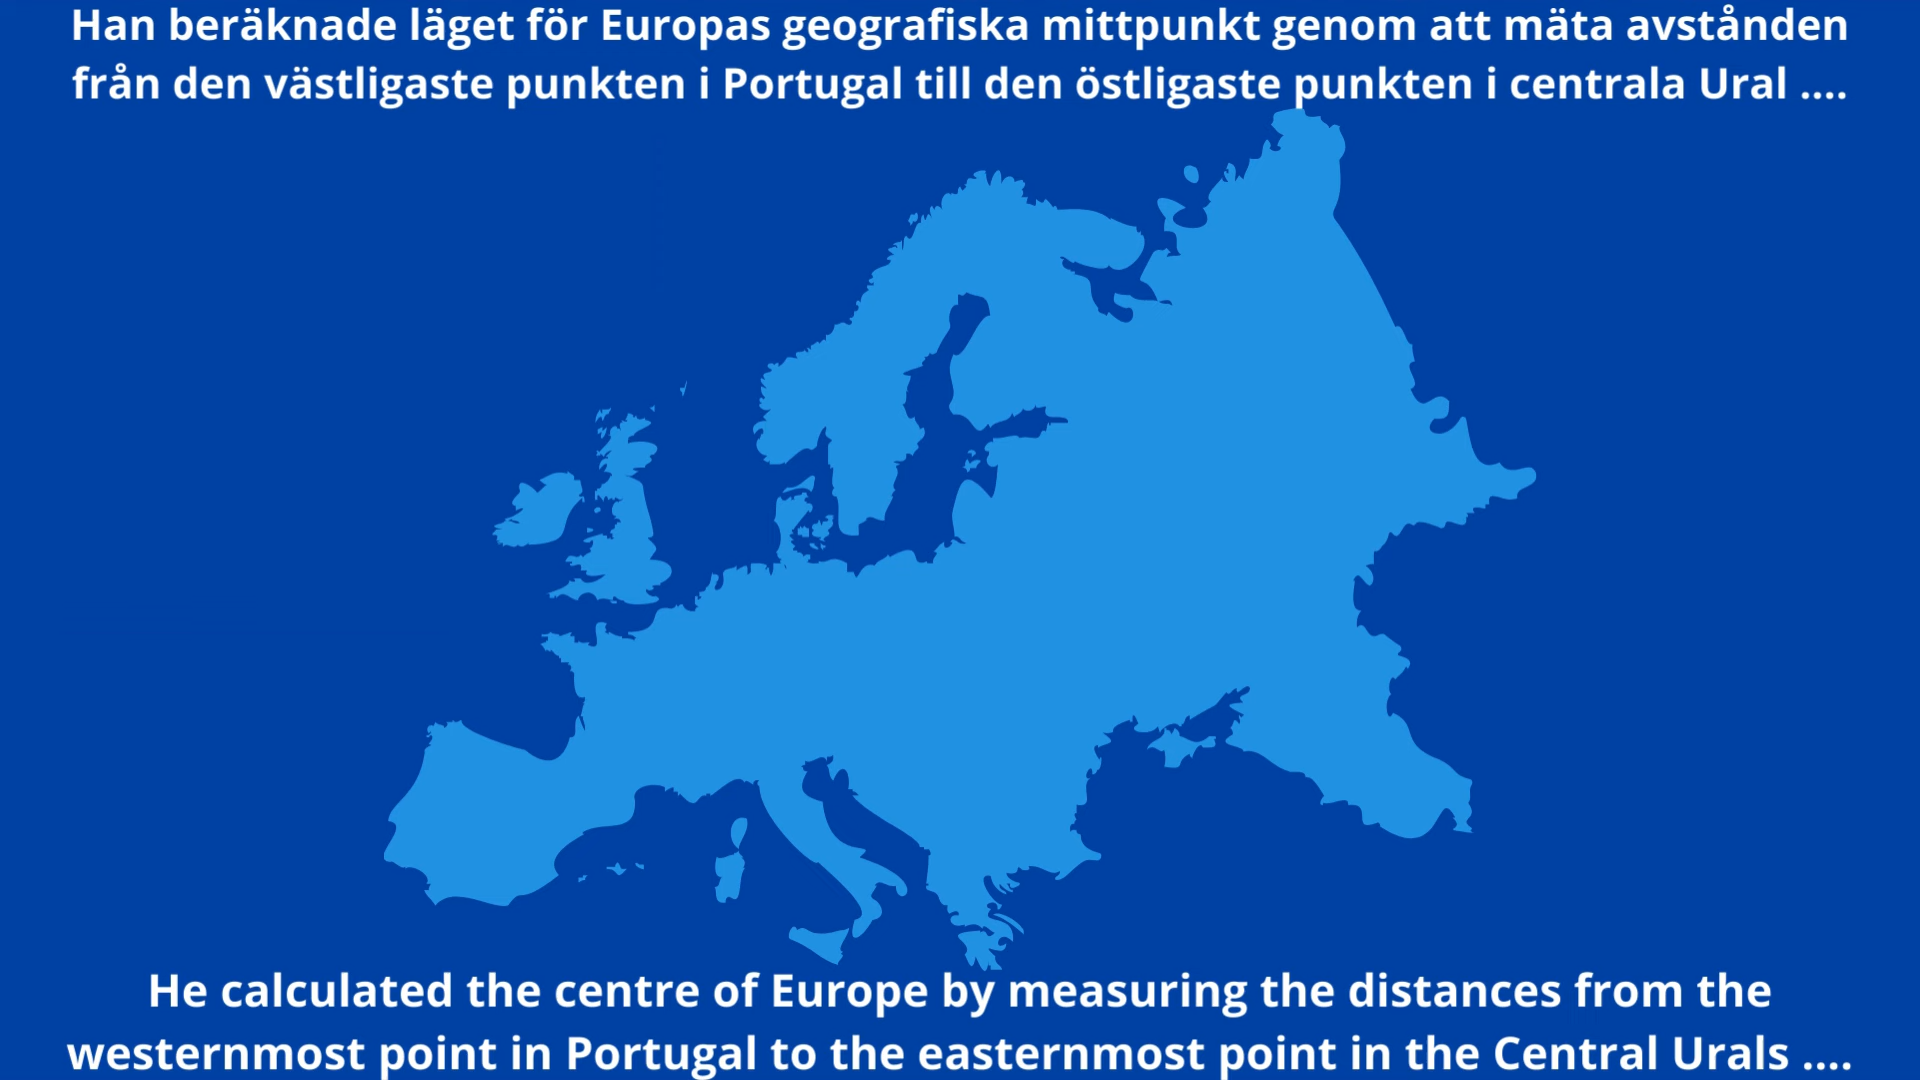 Han beräknade läget för Europas geografiska mittpunkt genom att mäta avstånden
från den västligaste punkten i Portugal till den östligaste punkten i centrala Ural ....
He calculated the centre of Europe by measuring the distances from the
westernmost point in Portugal to the easternmost point in the Central Urals ....